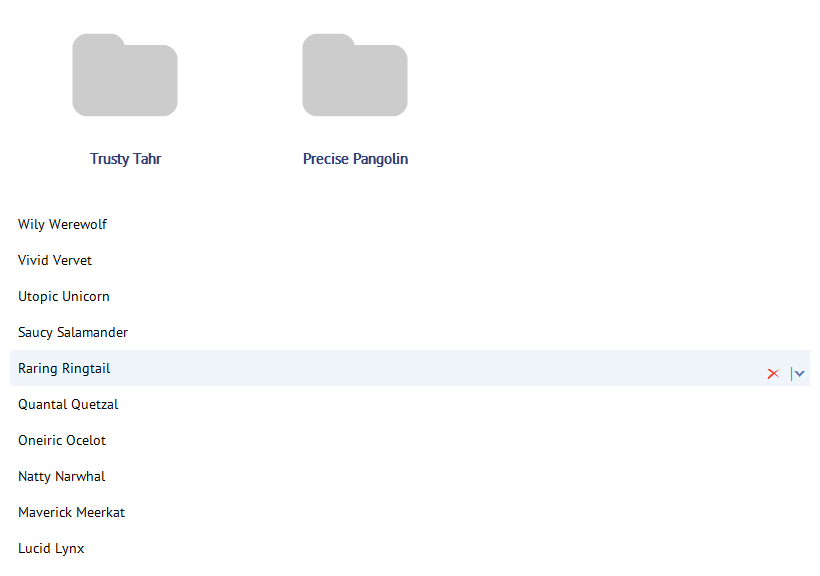 Trusty Tahr Precise Pangolin
Wily Werewolf
Vivid Vervet
Utopic Unicorn
Saucy Salamander
Raring Ringtail
Quantal Quetzal
Oneiric Ocelot
Natty Narwhal
Maverick Meerkat
Lucid Lynx